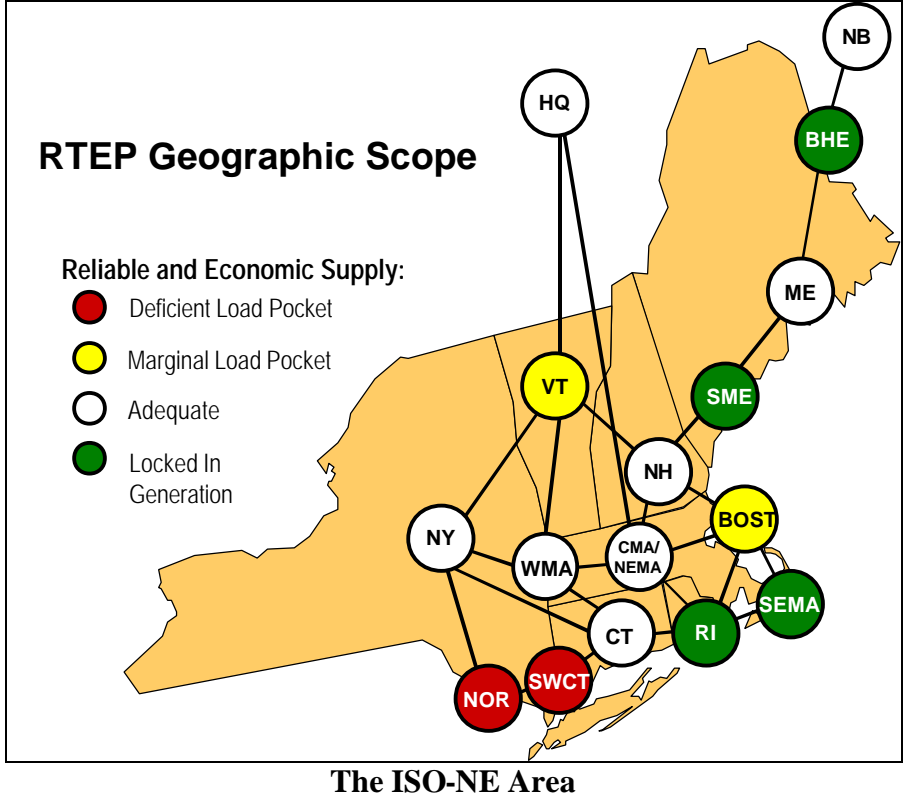 NB
HQ
BHE
RTEP Geographic Scope
Reliable and Economic Supply:
Deficient Load Pocket
Marginal Load Pocket
Adequate
Locked In
Generation
ME
VT
SME
NH
BOST
NY
WMA
CMA/
NEMA
SEMA
CT
RI
SWCT
NOR
The ISO-NE Area